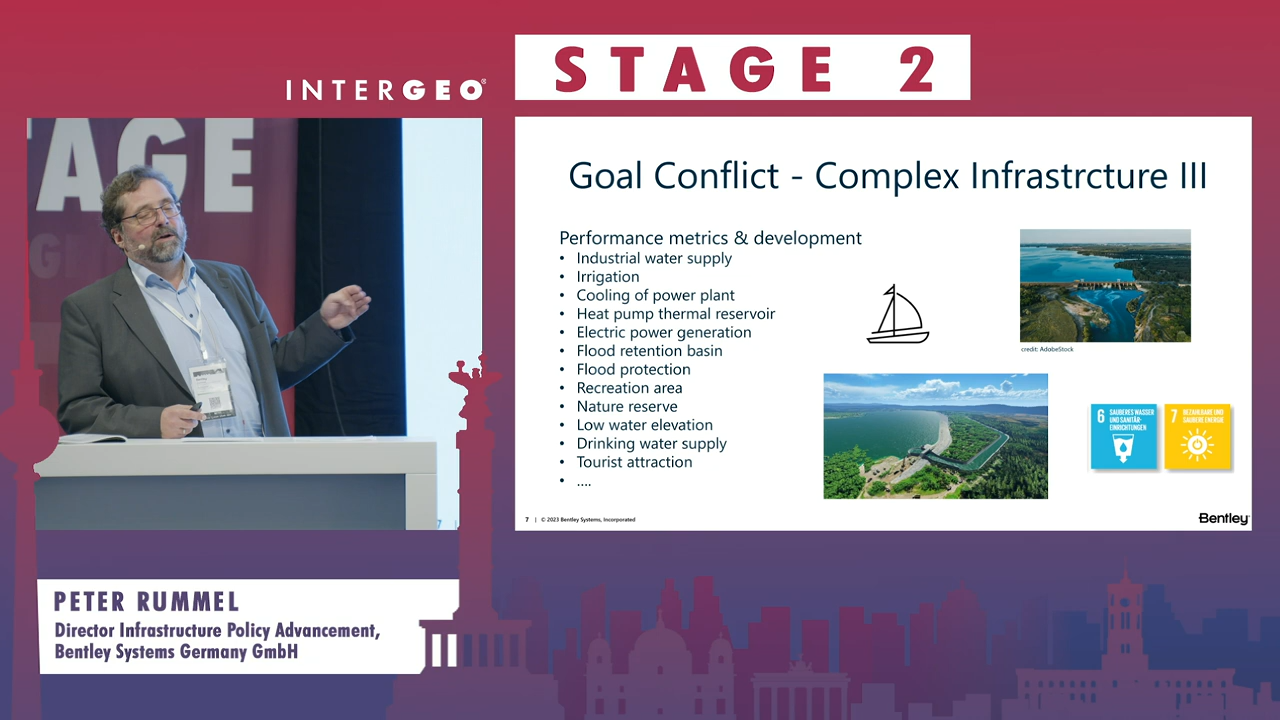 STAGE 2
INTERGEO®
TAGE
Goal Conflict - Complex Infrastrcture III
Performance metrics & development
• Industrial water supply
• Irrigation
• Cooling of power plant
• Heat pump thermal reservoir
• Electric power generation
• Flood retention basin
• Flood protection
• Recreation area
• Nature reserve
• Low water elevation
• Drinking water supply
• Tourist attraction
• ....
credit: AdobeStock
6 SAUBERES WASSER
UND SANITÄR-
EINRICHTUNGEN
7 BEZAHLBARE UND
SAUBERE ENERGIE
7 | © 2023 Bentley Systems, Incorporated
Bentley
PETER RUMMEL
Director Infrastructure Policy Advancement,
Bentley Systems Germany GmbH